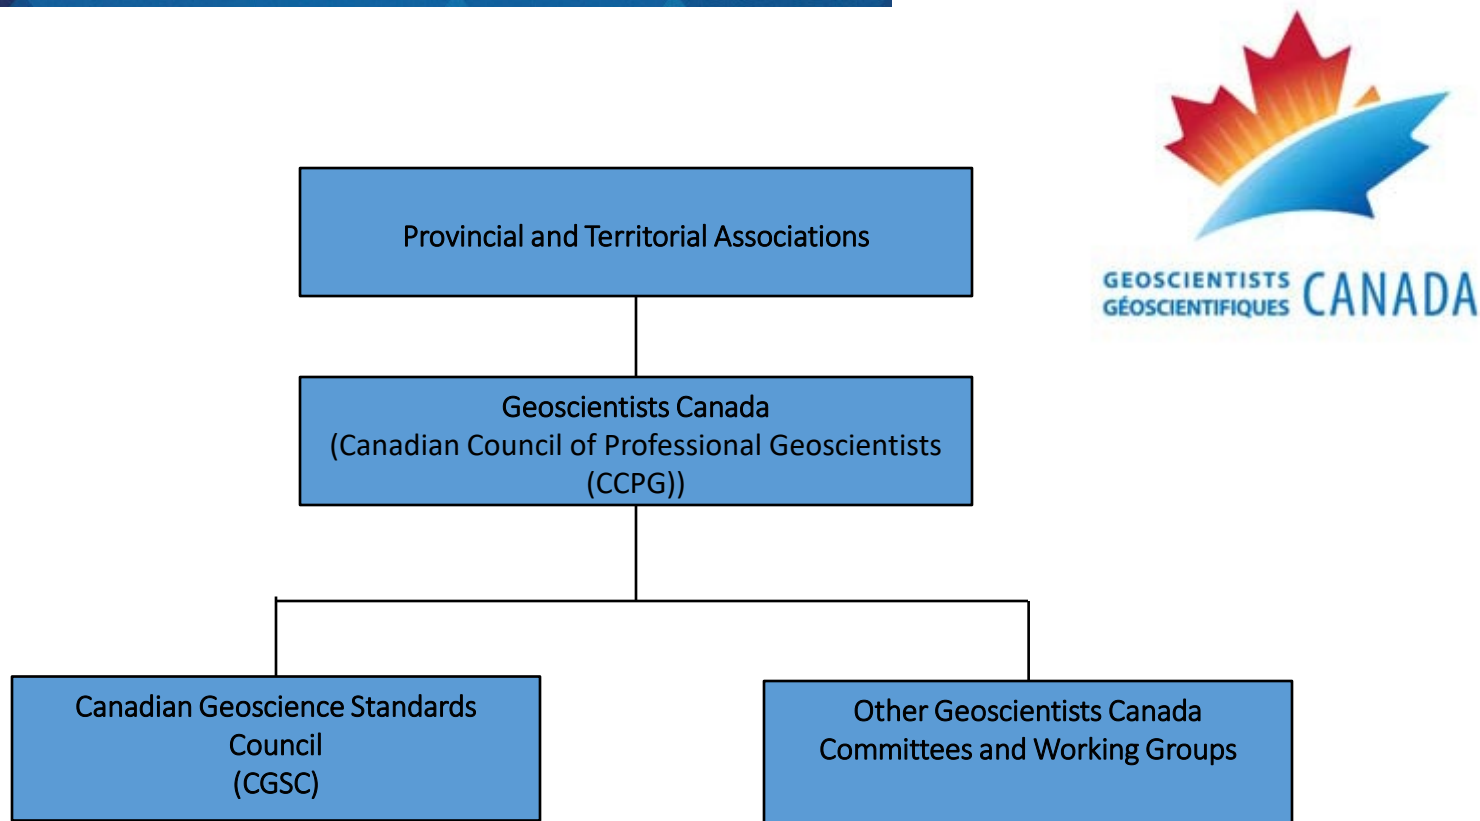 GEOSCIENTISTS
GÉOSCIENTIFIQUES
CANADA
Provincial and Territorial Associations
Geoscientists Canada
(Canadian Council of Professional Geoscientists
(CCPG))
Canadian Geoscience Standards
Council
(CGSC)
Other Geoscientists Canada
Committees and Working Groups